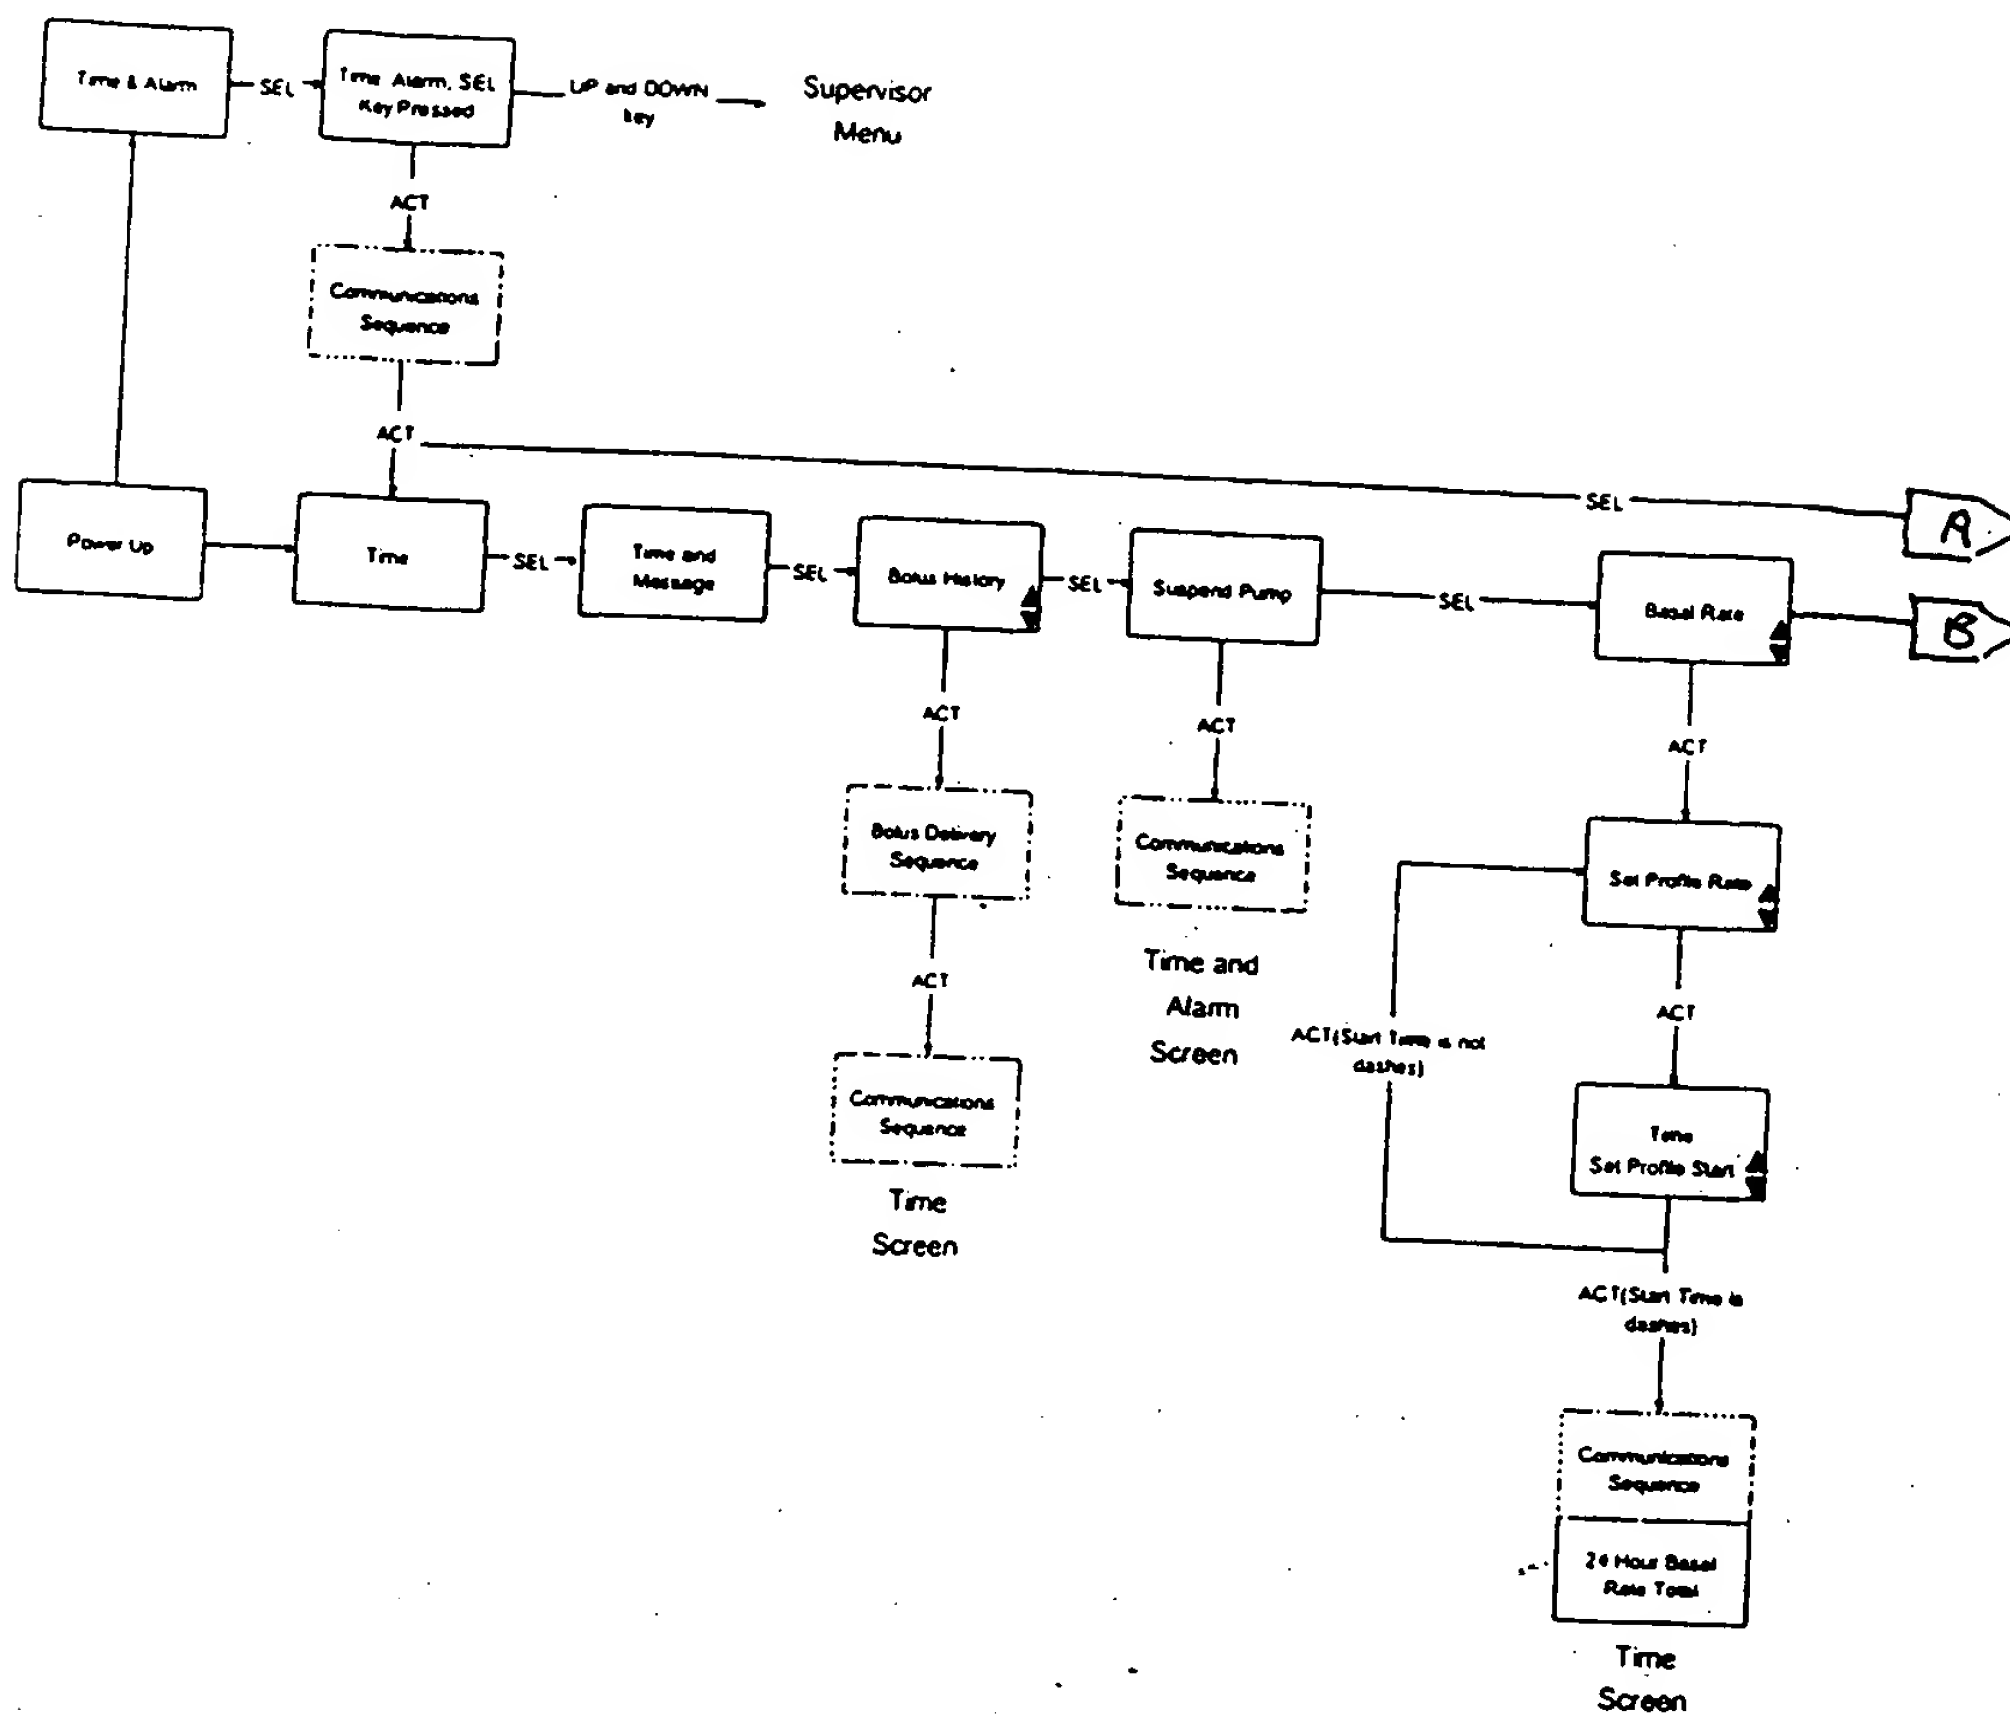 Time & Alarm
SEL
Time Alarm, SEL
Key Pressed
UP and DOWN
key
Supervisor
Menu
ACT
Communications
Sequence
ACT
SEL
A
Power Up
Time
SEL
Time and
Message
SEL
Bolus History
SEL
Suspend Pump
SEL
Basal Rate
B
ACT
ACT
ACT
Bolus Delivery
Sequence
Communications
Sequence
Set Profile Rate
Time and
Alarm
Screen
ACT
ACT
ACT(Start Time is not
dashes)
Communications
Sequence
Time
Set Profile Start
Time
Screen
ACT(Start Time is
dashes)
Communications
Sequence
24 Hour Basal
Rate Total
Time
Screen